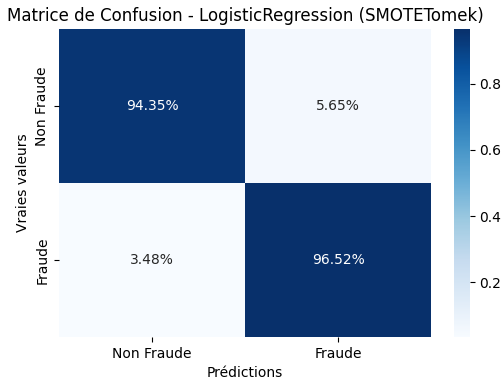 Matrice de Confusion - LogisticRegression (SMOTETomek)
Vraies valeurs
Non Fraude
94.35%
5.65%
Fraude
3.48%
96.52%
Non Fraude
Fraude
Prédictions
0.8
0.6
0.4
0.2